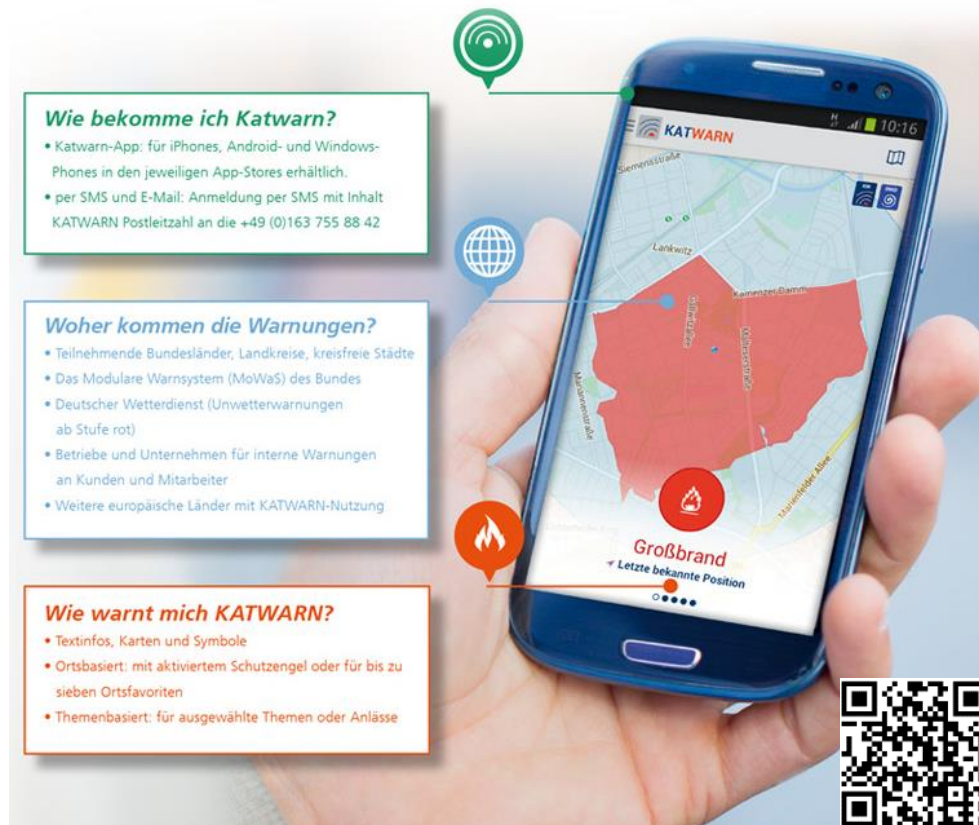 Wie bekomme ich Katwarn?
• Katwarn-App: für iPhones, Android- und Windows-
Phones in den jeweiligen App-Stores erhältlich.
• per SMS und E-Mail: Anmeldung per SMS mit Inhalt
KATWARN Postleitzahl an die +49 (0)163 755 88 42
Woher kommen die Warnungen?
• Teilnehmende Bundesländer, Landkreise, kreisfreie Städte
• Das Modulare Warnsystem (MoWaS) des Bundes
• Deutscher Wetterdienst (Unwetterwarnungen
ab Stufe rot)
• Betriebe und Unternehmen für interne Warnungen
an Kunden und Mitarbeiter
• Weitere europäische Länder mit KATWARN-Nutzung
Wie warnt mich KATWARN?
• Textinfos, Karten und Symbole
• Ortsbasiert: mit aktiviertem Schutzengel oder für bis zu
sieben Ortsfavoriten
• Themenbasiert: für ausgewählte Themen oder Anlässe
H
10:16
KATWARN
Siemensstraße
Lankwitz
Kamenzer Damm
Gallwitzallee
Malteserstraße
Mariannenstraße
Marienfelder Allee
Großbrand
Letzte bekannte Position